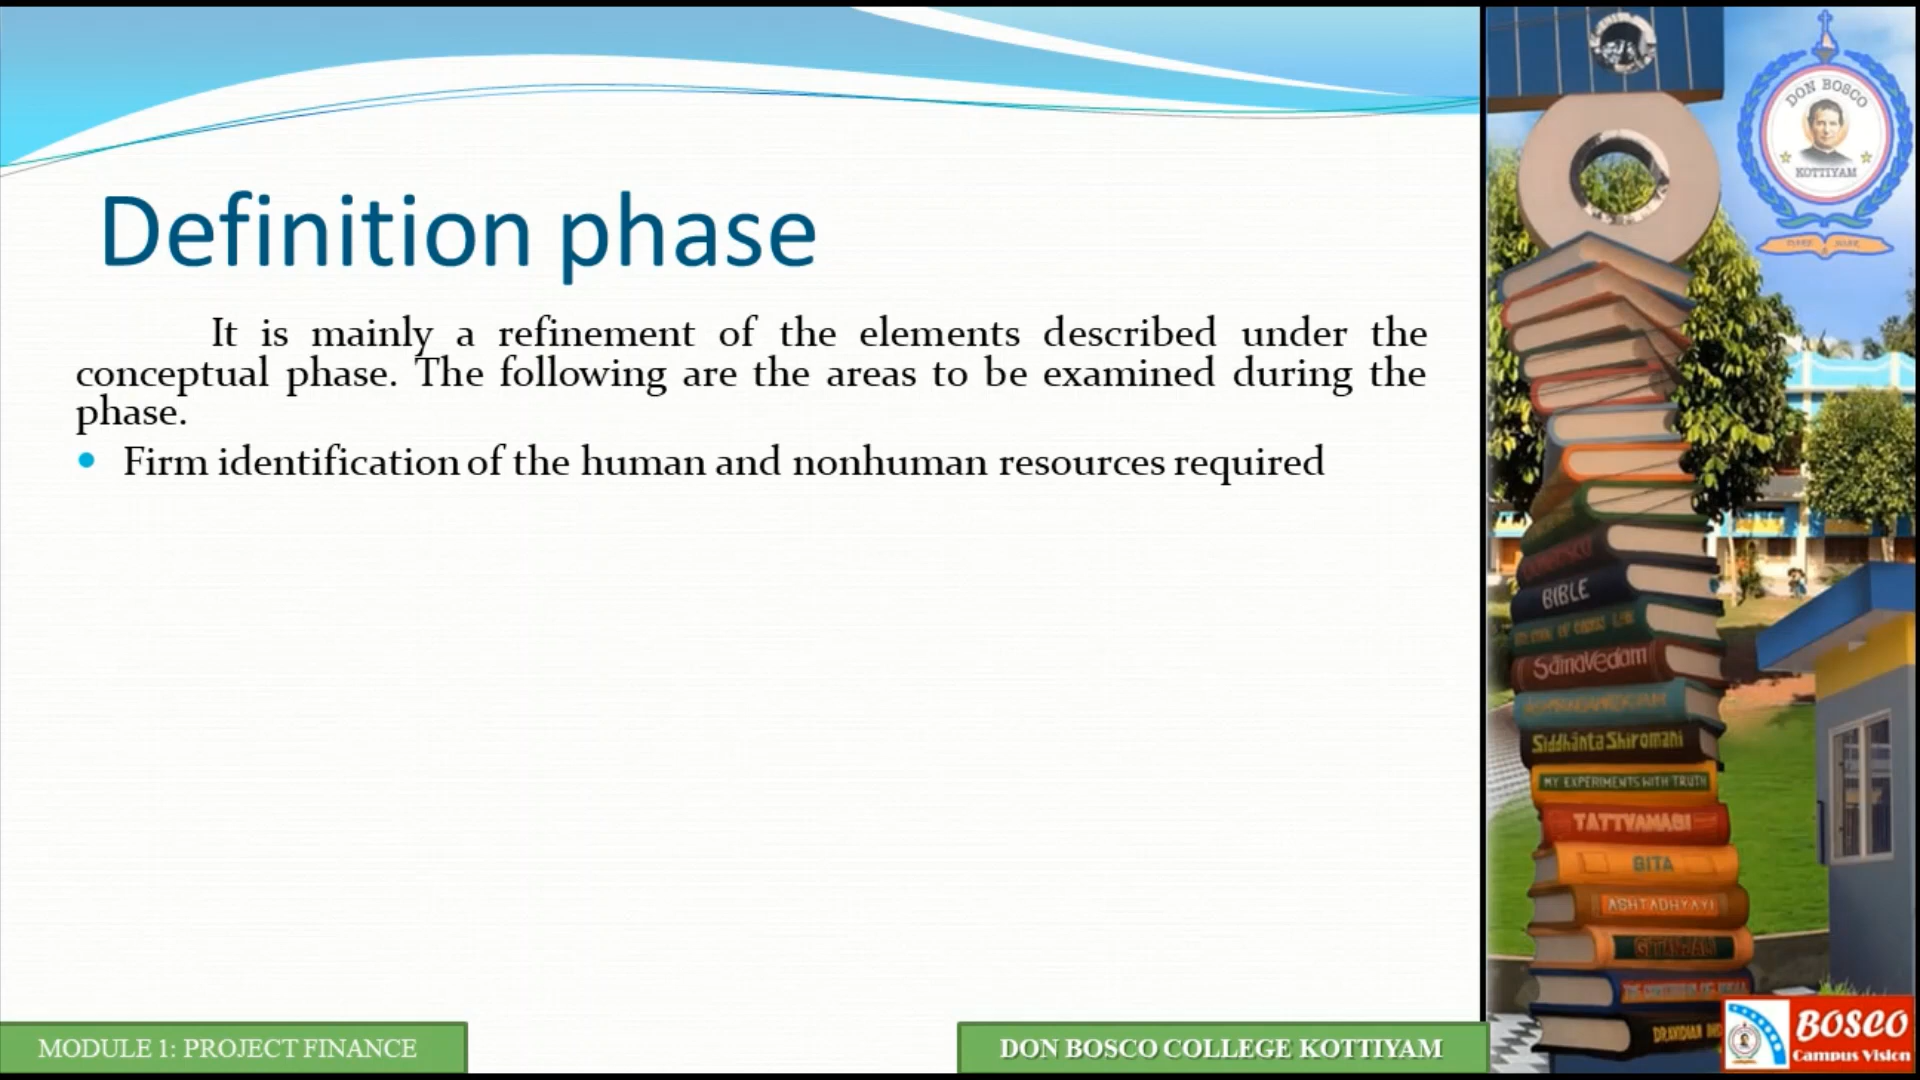 Definition phase
It is mainly a refinement of the elements described under the
conceptual phase. The following are the areas to be examined during the
phase.
Firm identification of the human and nonhuman resources required
MODULE 1: PROJECT FINANCE
DON BOSCO COLLEGE KOTTIYAM
DON BOSCO
KOTTIYAM
BIBLE
SamaVedam
Siddhanta Shiromani
MY EXPERIMENTS WITH TRUTH
GITA
ASHTADHYAYI
GITANJALI
BOSCO
Campus Vision